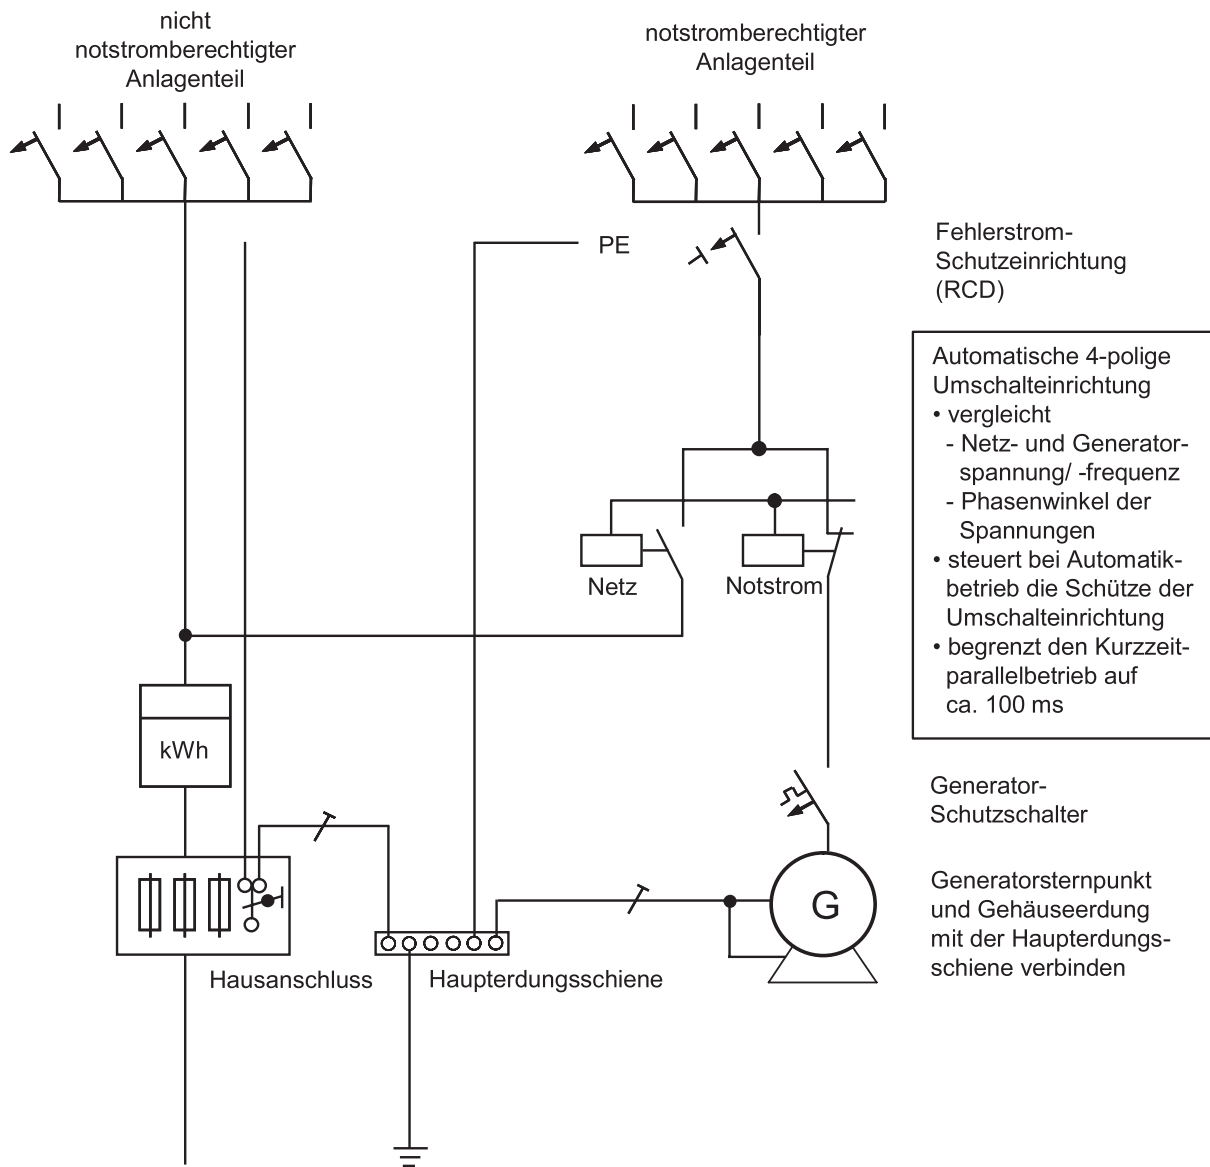 nicht
notstromberechtigter
Anlagenteil
notstromberechtigter
Anlagenteil
PE
Fehlerstrom-
Schutzeinrichtung
(RCD)
Automatische 4-polige
Umschalteinrichtung
• vergleicht
- Netz- und Generator-
spannung/ -frequenz
- Phasenwinkel der
Spannungen
• steuert bei Automatik-
betrieb die Schütze der
Umschalteinrichtung
• begrenzt den Kurzzeit-
parallelbetrieb auf
ca. 100 ms
Netz
Notstrom
kWh
Generator-
Schutzschalter
G
Generatorsternpunkt
und Gehäuseerdung
mit der Haupterdungs-
schiene verbinden
Hausanschluss
Haupterdungsschiene